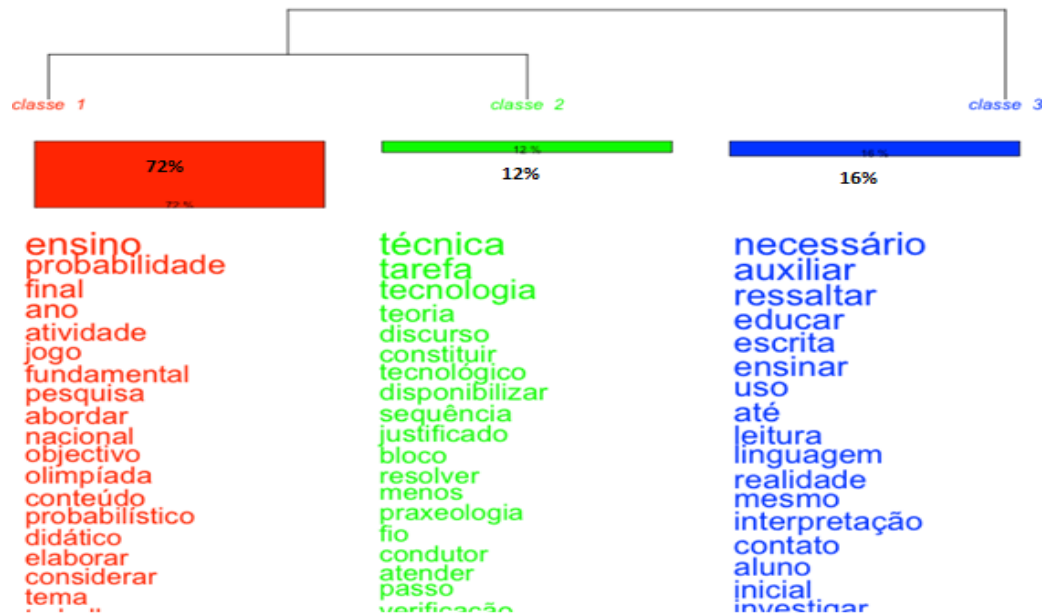 classe 1
classe 2
classe 3
72%
72 %
12 %
12%
16 %
16%
ensino
probabilidade
final
ano
atividade
jogo
fundamental
pesquisa
abordar
nacional
objectivo
olimpíada
conteúdo
probabilístico
didático
elaborar
considerar
tema
técnica
tarefa
tecnologia
teoria
discurso
constituir
tecnológico
disponibilizar
sequência
justificado
bloco
resolver
menos
praxeologia
fio
condutor
atender
passo
verificação
necessário
auxiliar
ressaltar
educar
escrita
ensinar
uso
até
leitura
linguagem
realidade
mesmo
interpretação
contato
aluno
inicial
investigar